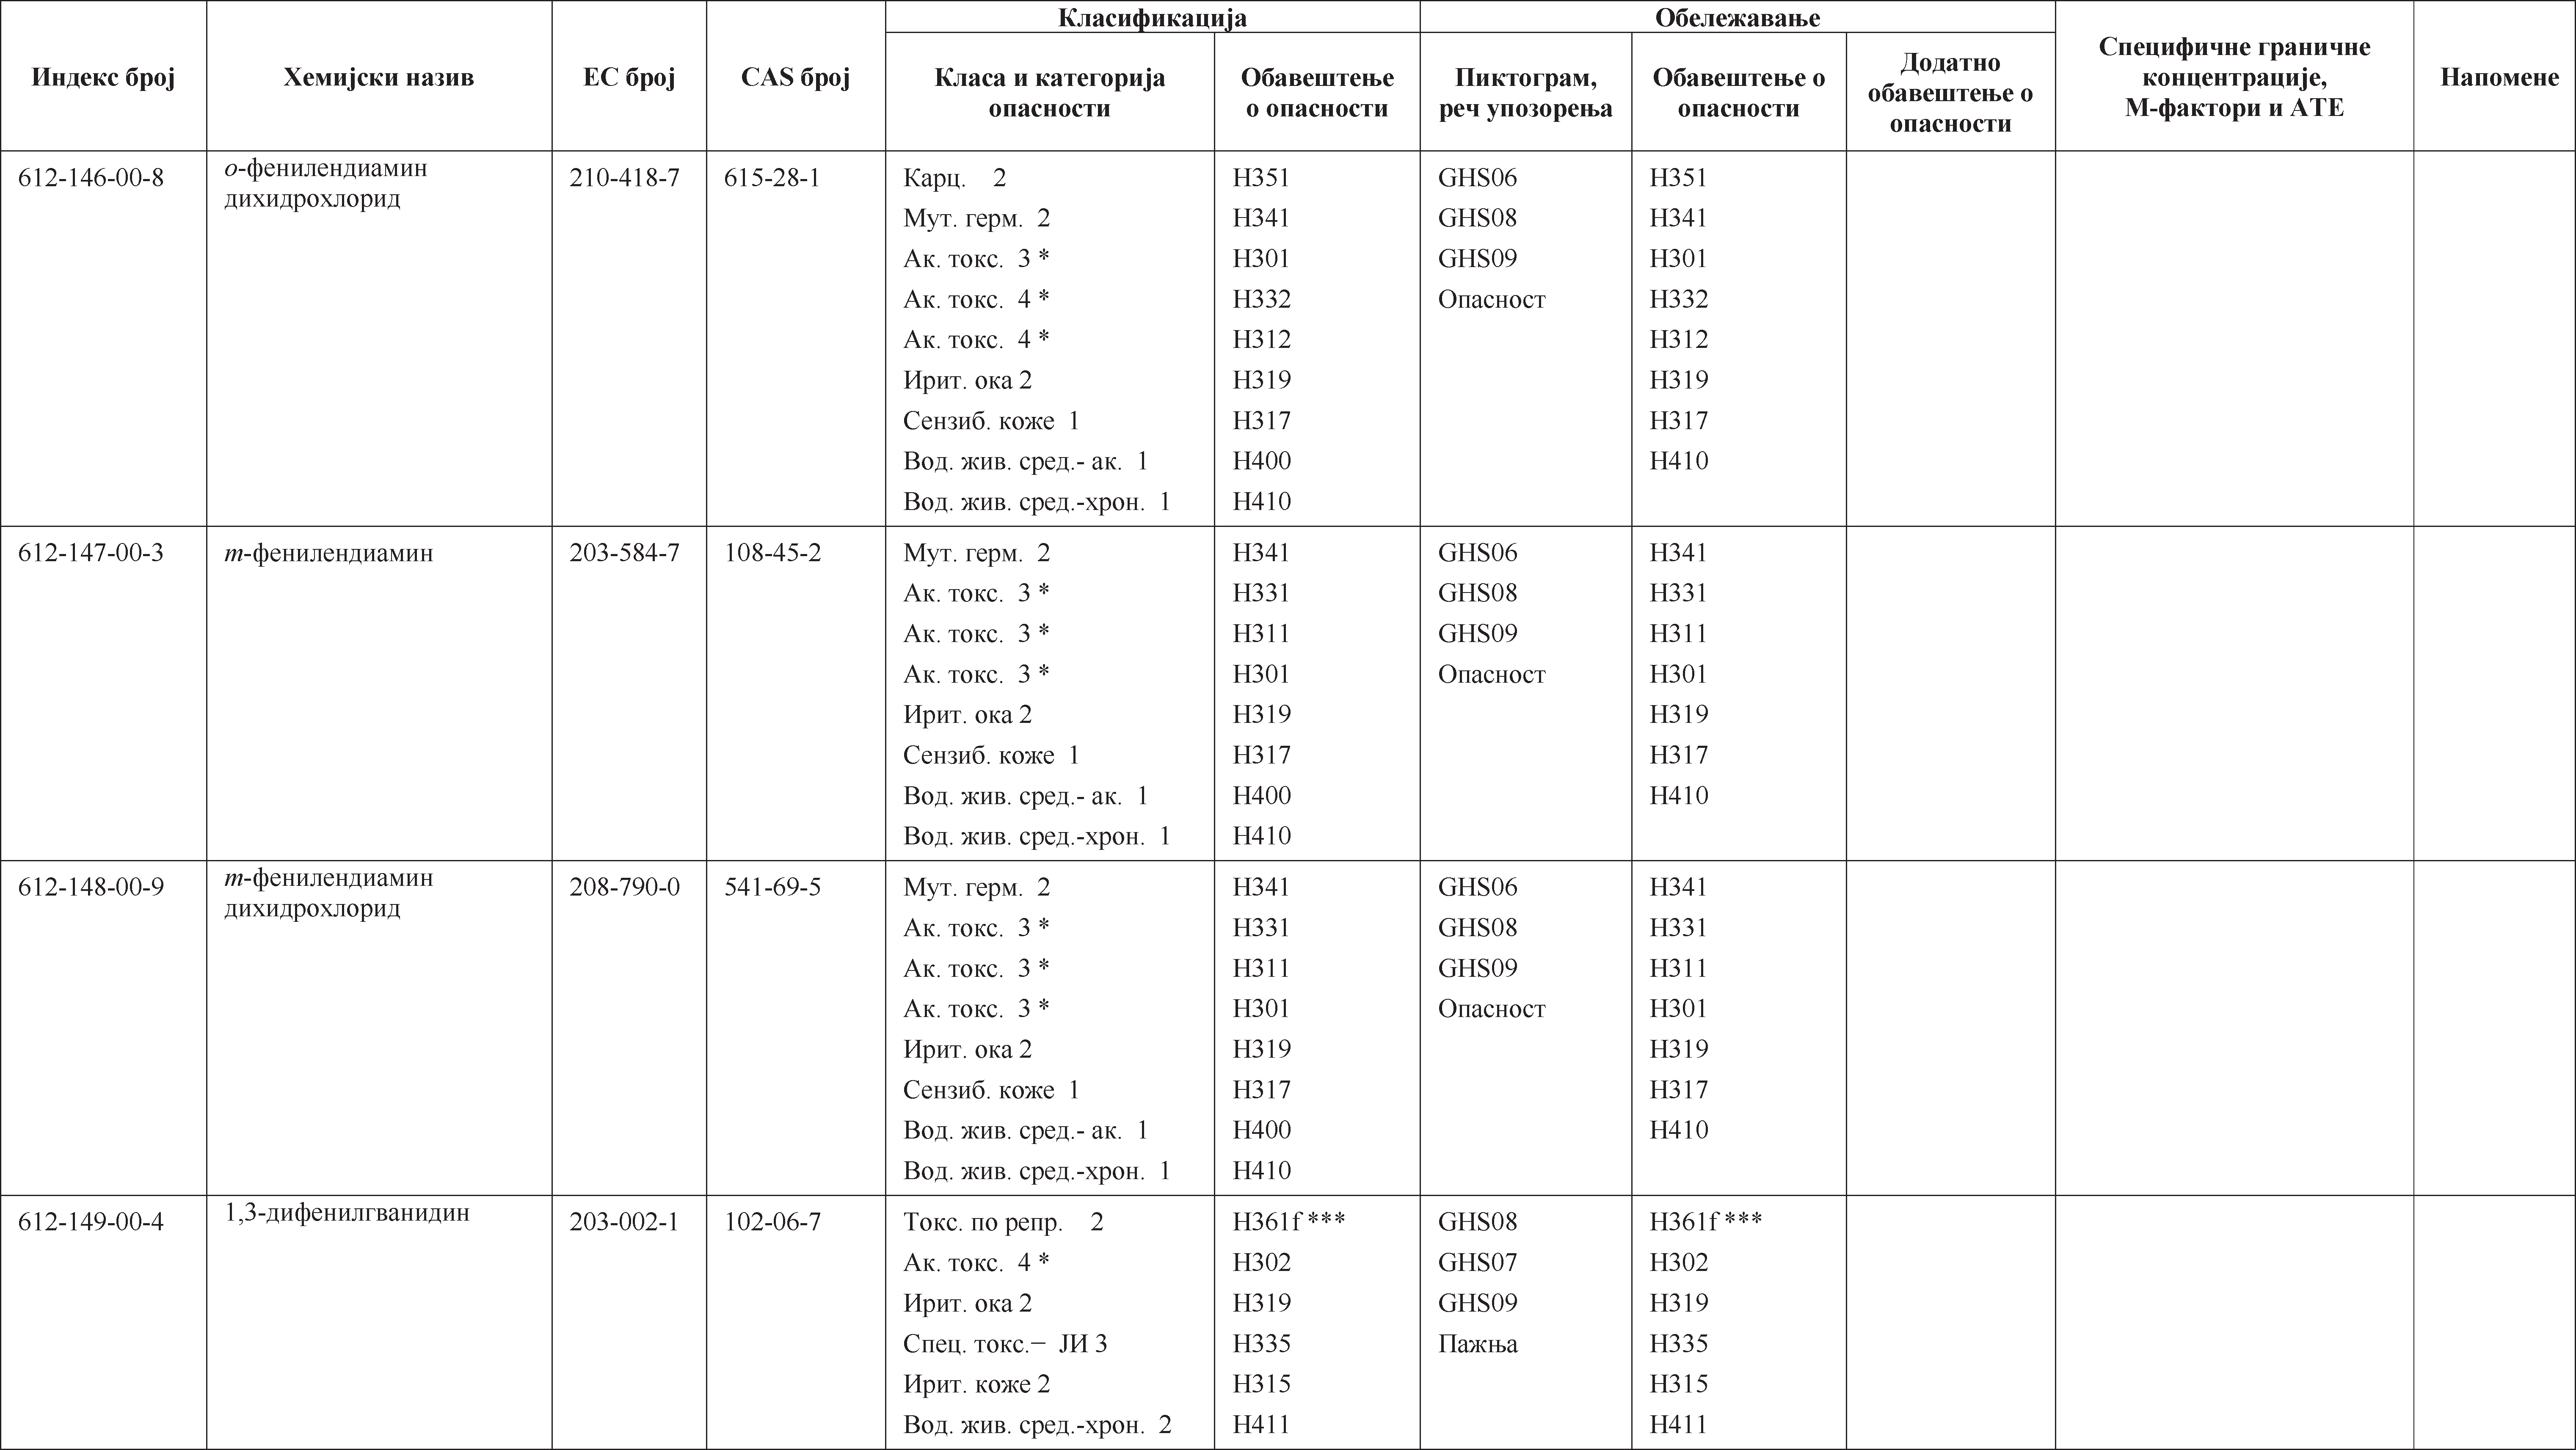 Класификација Обележавање
Индекс број Хемијски назив ЕС број CAS број Класа и категорија опасности Обавештење о опасности Пиктограм, реч упозорења Обавештење о опасности Додатно обавештење о опасности Специфичне граничне концентрације, М-фактори и АТЕ Напомене
612-146-00-8 o-фенилендиамин дихидрохлорид 210-418-7 615-28-1 Карц. 2 H351 GHS06 H351
Мут. герм. 2 H341 GHS08 H341
Ак. токс. 3 * H301 GHS09 H301
Ак. токс. 4 * H332 Опасност H332
Ак. токс. 4 * H312 H312
Ирит. ока 2 H319 H319
Сензиб. коже 1 H317 H317
Вод. жив. сред.- ак. 1 H400 H410
Вод. жив. сред.-хрон. 1 H410
612-147-00-3 m-фенилендиамин 203-584-7 108-45-2 Мут. герм. 2 H341 GHS06 H341
Ак. токс. 3 * H331 GHS08 H331
Ак. токс. 3 * H311 GHS09 H311
Ак. токс. 3 * H301 Опасност H301
Ирит. ока 2 H319 H319
Сензиб. коже 1 H317 H317
Вод. жив. сред.- ак. 1 H400 H410
Вод. жив. сред.-хрон. 1 H410
612-148-00-9 m-фенилендиамин дихидрохлорид 208-790-0 541-69-5 Мут. герм. 2 H341 GHS06 H341
Ак. токс. 3 * H331 GHS08 H331
Ак. токс. 3 * H311 GHS09 H311
Ак. токс. 3 * H301 Опасност H301
Ирит. ока 2 H319 H319
Сензиб. коже 1 H317 H317
Вод. жив. сред.- ак. 1 H400 H410
Вод. жив. сред.-хрон. 1 H410
612-149-00-4 1,3-дифенилгванидин 203-002-1 102-06-7 Токс. по репр. 2 H361f *** GHS08 H361f ***
Ак. токс. 4 * H302 GHS07 H302
Ирит. ока 2 H319 GHS09 H319
Спец. токс.− ЈИ 3 H335 Пажња H335
Ирит. коже 2 H315 H315
Вод. жив. сред.-хрон. 2 H411 H411